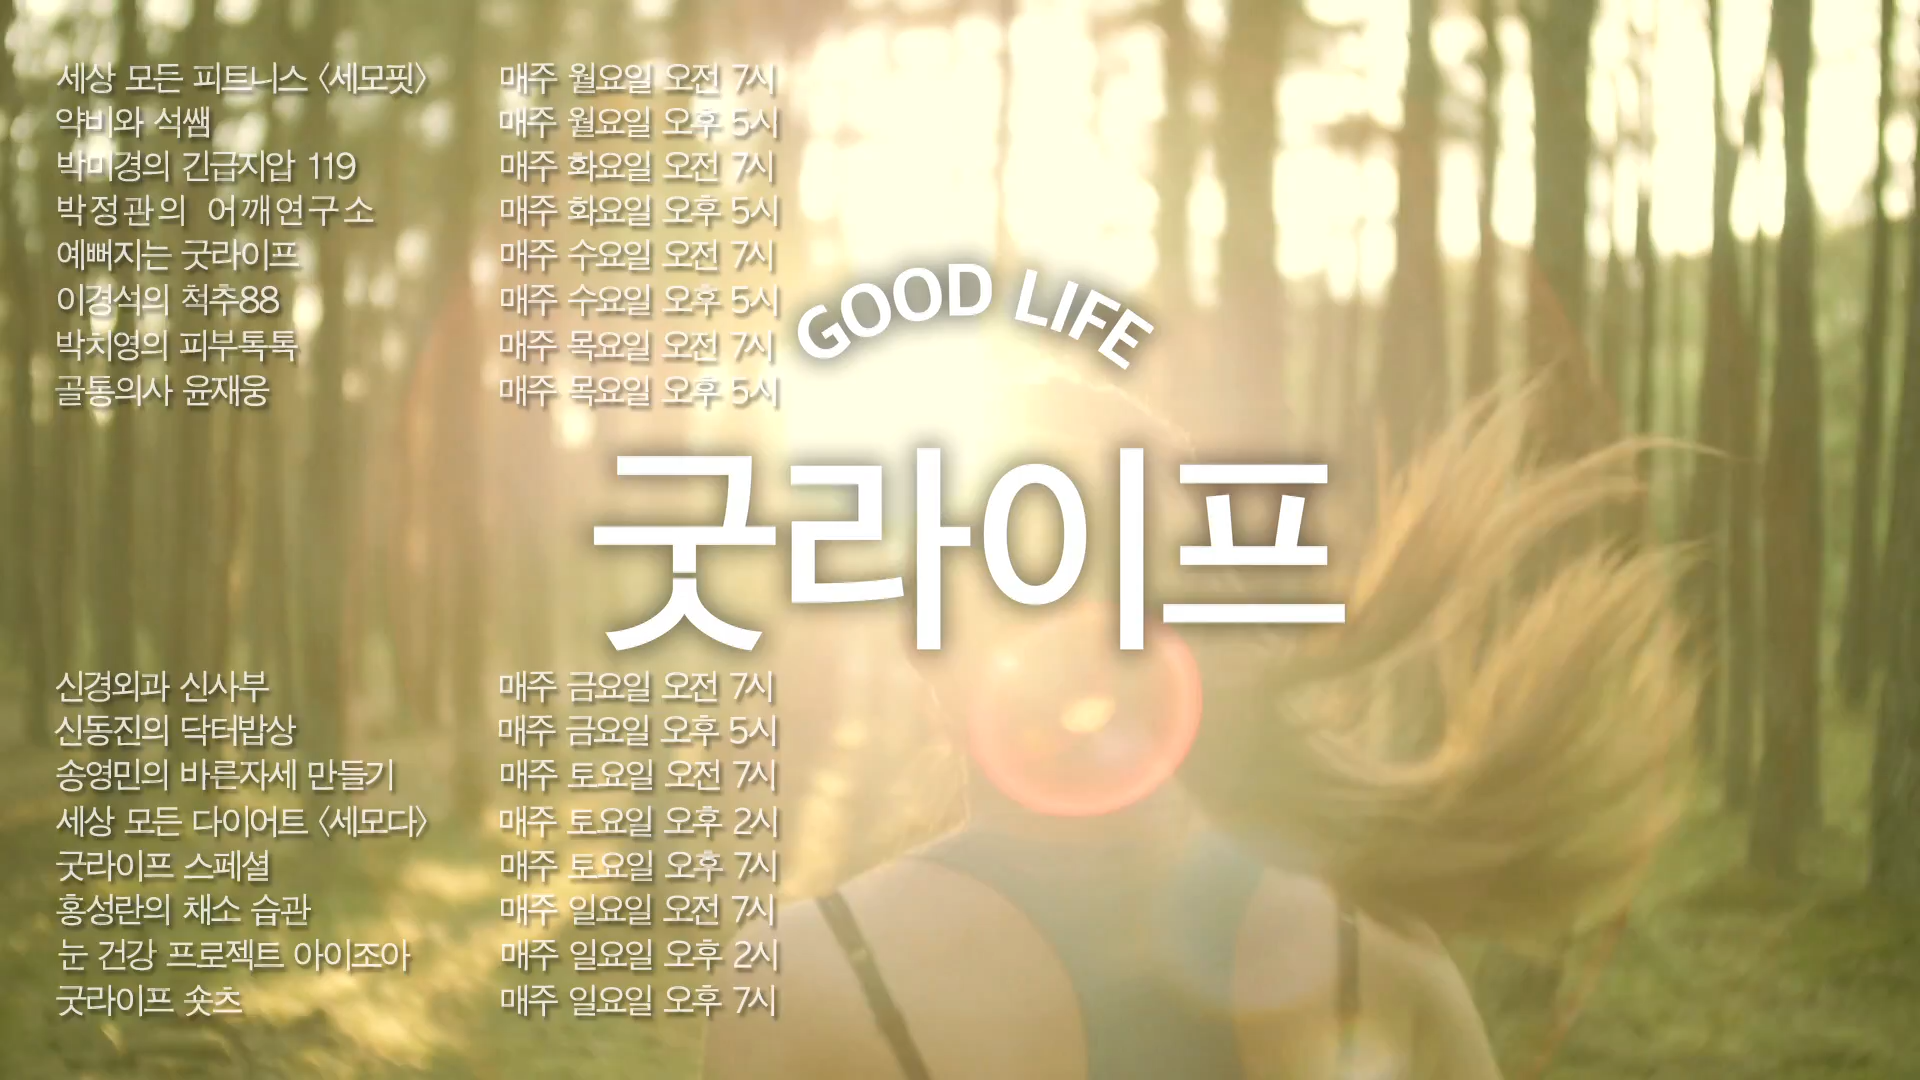 세상 모든 피트니스 〈세모핏〉 매주 월요일 오전 7시
약비와 석쌤 매주 월요일 오후 5시
박미경의 긴급지압 119 매주 화요일 오전 7시
박정관의 어깨연구소 매주 화요일 오후 5시
예뻐지는 굿라이프 매주 수요일 오전 7시
이경석의 척추88 매주 수요일 오후 5시
박치영의 피부톡톡 매주 목요일 오전 7시
골통의사 윤재웅 매주 목요일 오후 5시
GOOD LIFE
굿라이프
신경외과 신사부 매주 금요일 오전 7시
신동진의 닥터밥상 매주 금요일 오후 5시
송영민의 바른자세 만들기 매주 토요일 오전 7시
세상 모든 다이어트 〈세모다〉 매주 토요일 오후 2시
굿라이프 스페셜 매주 토요일 오후 7시
홍성란의 채소 습관 매주 일요일 오전 7시
눈 건강 프로젝트 아이조아 매주 일요일 오후 2시
굿라이프 숏츠 매주 일요일 오후 7시